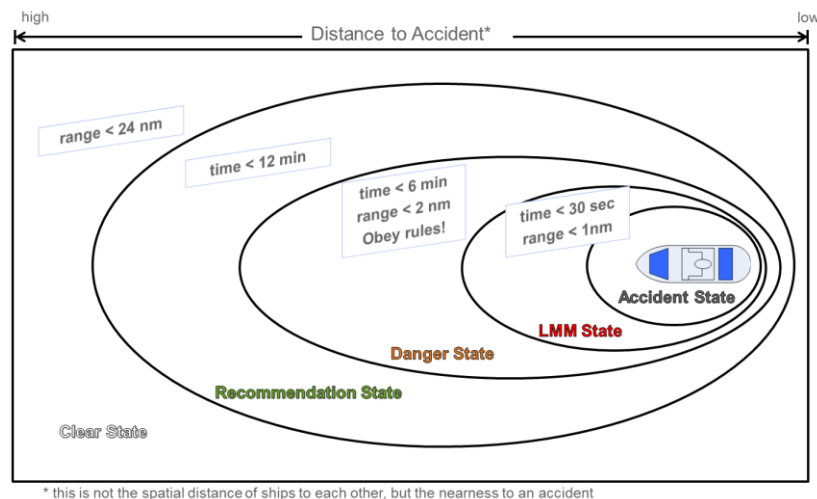 high
low
Distance to Accident*
range < 24 nm
time < 12 min
time < 6 min
range < 2 nm
Obey rules!
time < 30 sec
range < 1nm
Accident State
LMM State
Danger State
Recommendation State
Clear State
* this is not the spatial distance of ships to each other, but the nearness to an accident